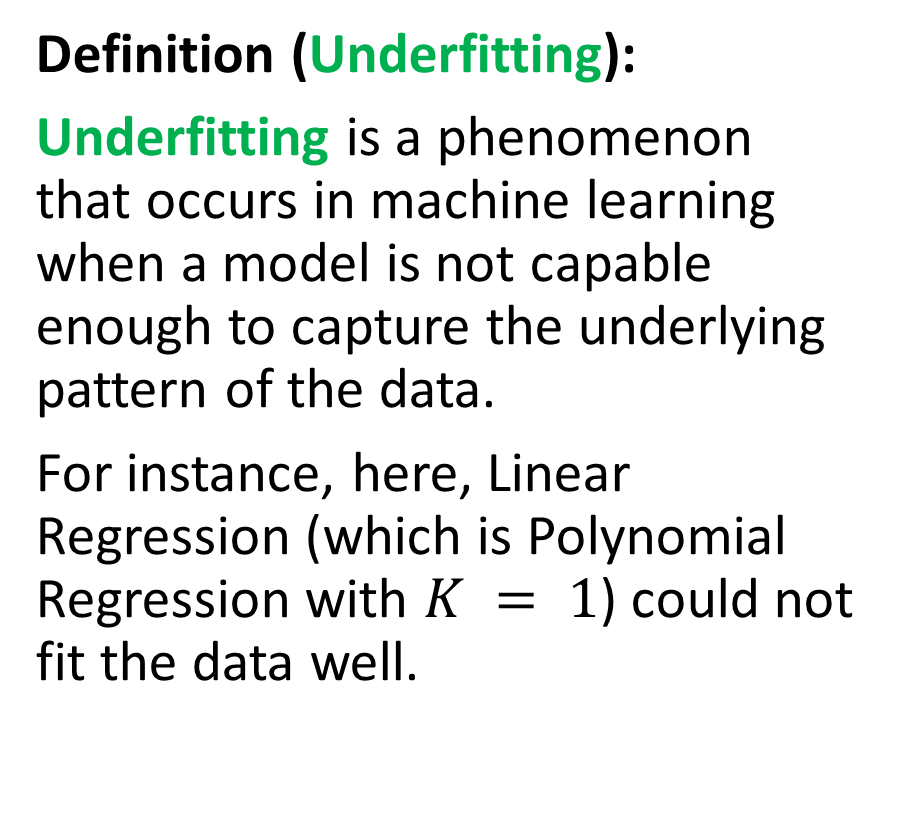 Definition (Underfitting):
Underfitting is a phenomenon
that occurs in machine learning
when a model is not capable
enough to capture the underlying
pattern of the data.
For instance, here, Linear
Regression (which is Polynomial
Regression with K = 1) could not
fit the data well.